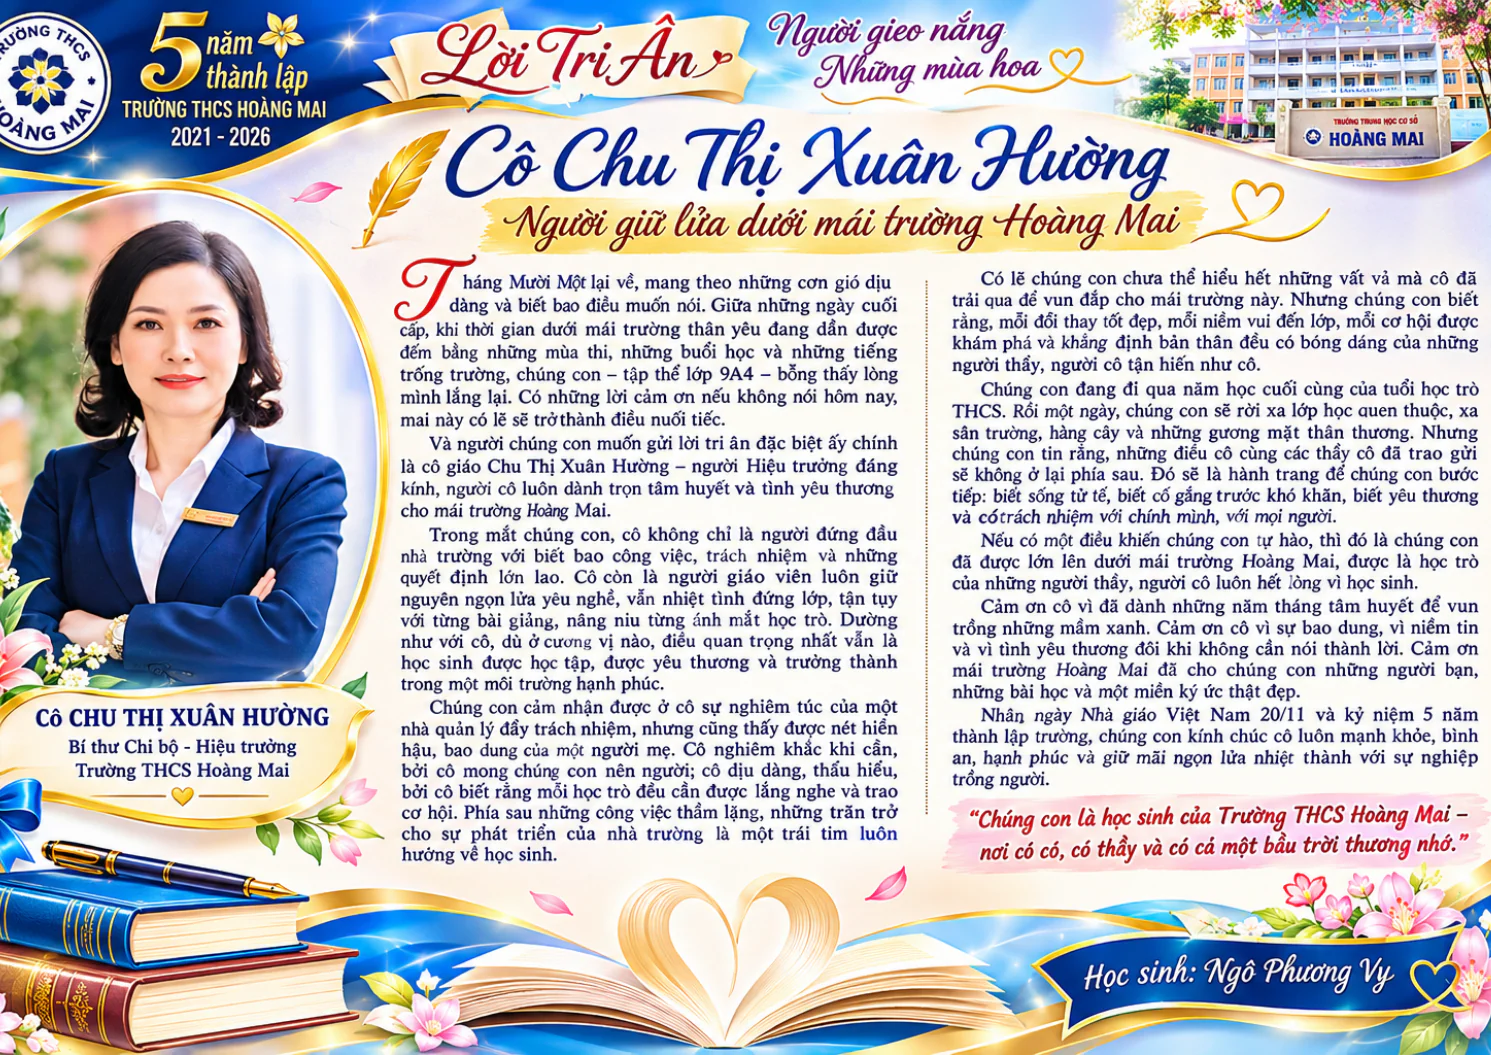 TRƯỜNG THCS
HOÀNG MAI
5 năm
thành lập
TRƯỜNG THCS HOÀNG MAI
2021 - 2026
Lời Tri Ân
Người gieo nắng
Những mùa hoa
TRƯỜNG TRUNG HỌC CƠ SỞ
HOÀNG MAI
Cô Chu Thị Xuân Hường
Người giữ lửa dưới mái trường Hoàng Mai
Tháng Mười Một lại về, mang theo những cơn gió dịu
dàng và biết bao điều muốn nói. Giữa những ngày cuối
cấp, khi thời gian dưới mái trường thân yêu đang dần được
đếm bằng những mùa thi, những buổi học và những tiếng
trống trường, chúng con – tập thể lớp 9A4 – bỗng thấy lòng
mình lắng lại. Có những lời cảm ơn nếu không nói hôm nay,
mai này có lẽ sẽ trở thành điều nuối tiếc.
Và người chúng con muốn gửi lời tri ân đặc biệt ấy chính
là cô giáo Chu Thị Xuân Hường – người Hiệu trưởng đáng
kính, người cô luôn dành trọn tâm huyết và tình yêu thương
cho mái trường Hoàng Mai.
Trong mắt chúng con, cô không chỉ là người đứng đầu
nhà trường với biết bao công việc, trách nhiệm và những
quyết định lớn lao. Cô còn là người giáo viên luôn giữ
nguyên ngọn lửa yêu nghề, vẫn nhiệt tình đứng lớp, tận tụy
với từng bài giảng, nâng niu từng ánh mắt học trò. Dường
như với cô, dù ở cương vị nào, điều quan trọng nhất vẫn là
học sinh được học tập, được yêu thương và trưởng thành
trong một môi trường hạnh phúc.
Chúng con cảm nhận được ở cô sự nghiêm túc của một
nhà quản lý đầy trách nhiệm, nhưng cũng thấy được nét hiền
hậu, bao dung của một người mẹ. Cô nghiêm khắc khi cần,
bởi cô mong chúng con nên người; cô dịu dàng, thấu hiểu,
bởi cô biết rằng mỗi học trò đều cần được lắng nghe và trao
cơ hội. Phía sau những công việc thầm lặng, những trăn trở
cho sự phát triển của nhà trường là một trái tim luôn
hướng về học sinh.
Có lẽ chúng con chưa thể hiểu hết những vất vả mà cô đã
trải qua để vun đắp cho mái trường này. Nhưng chúng con biết
rằng, mỗi đổi thay tốt đẹp, mỗi niềm vui đến lớp, mỗi cơ hội được
khám phá và khẳng định bản thân đều có bóng dáng của những
người thầy, người cô tận hiến như cô.
Chúng con đang đi qua năm học cuối cùng của tuổi học trò
THCS. Rồi một ngày, chúng con sẽ rời xa lớp học quen thuộc, xa
sân trường, hàng cây và những gương mặt thân thương. Nhưng
chúng con tin rằng, những điều cô cùng các thầy cô đã trao gửi
sẽ không ở lại phía sau. Đó sẽ là hành trang để chúng con bước
tiếp: biết sống tử tế, biết cố gắng trước khó khăn, biết yêu thương
và có trách nhiệm với chính mình, với mọi người.
Nếu có một điều khiến chúng con tự hào, thì đó là chúng con
đã được lớn lên dưới mái trường Hoàng Mai, được là học trò
của những người thầy, người cô luôn hết lòng vì học sinh.
Cảm ơn cô vì đã dành những năm tháng tâm huyết để vun
trồng những mầm xanh. Cảm ơn cô vì sự bao dung, vì niềm tin
và vì tình yêu thương đôi khi không cần nói thành lời. Cảm ơn
mái trường Hoàng Mai đã cho chúng con những người bạn,
những bài học và một miền ký ức thật đẹp.
Nhân ngày Nhà giáo Việt Nam 20/11 và kỷ niệm 5 năm
thành lập trường, chúng con kính chúc cô luôn mạnh khỏe, bình
an, hạnh phúc và giữ mãi ngọn lửa nhiệt thành với sự nghiệp
trồng người.
“Chúng con là học sinh của Trường THCS Hoàng Mai –
nơi có cô, có thầy và có cả một bầu trời thương nhớ.”
Cô CHU THỊ XUÂN HƯỜNG
Bí thư Chi bộ - Hiệu trưởng
Trường THCS Hoàng Mai
Học sinh: Ngô Phương Vy